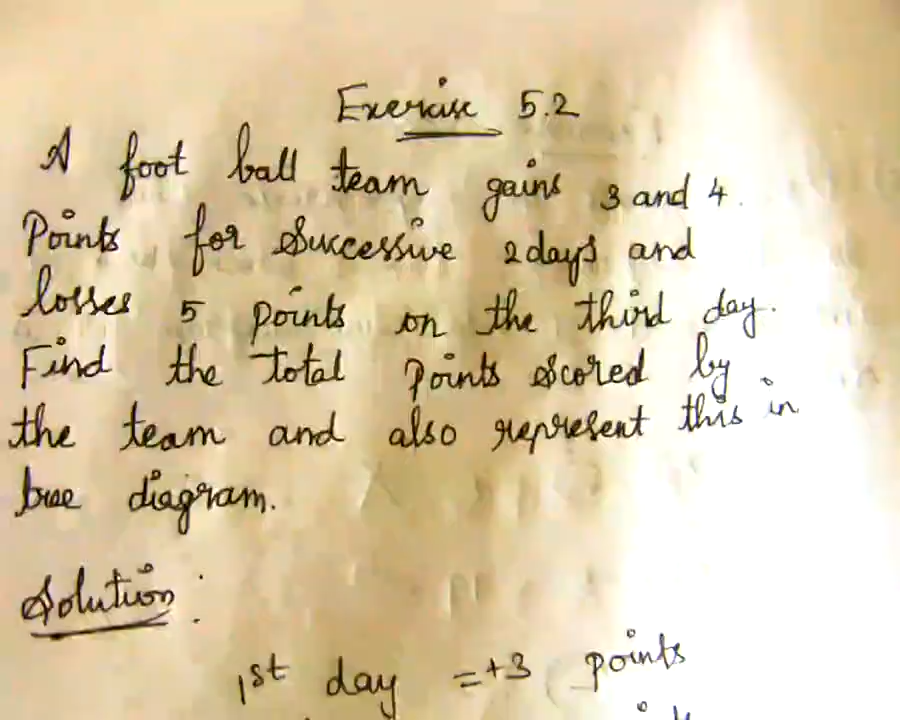 Exercise 5.2
A foot ball team gains 3 and 4.
Points for Successive 2 days and
losses 5 points on the third day.
Find the total points scored by
the team and also represent this in
tree diagram.
Solution :
1st day = +3 points